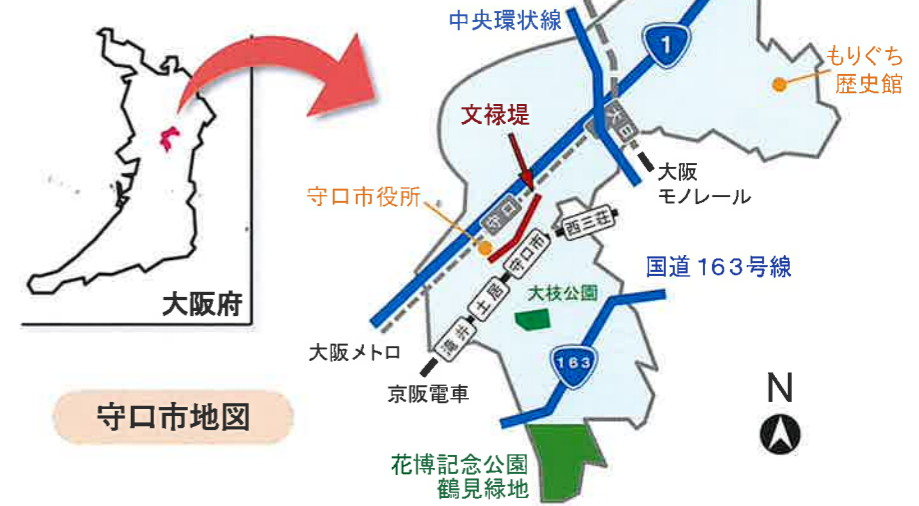 中央環状線
1
もりぐち
歴史館
文禄堤
大日
大阪
モノレール
守口市役所
守口
西三荘
守口市
国道163号線
大枝公園
土居
滝井
大阪府
大阪メトロ
163
京阪電車
守口市地図
N
花博記念公園
鶴見緑地